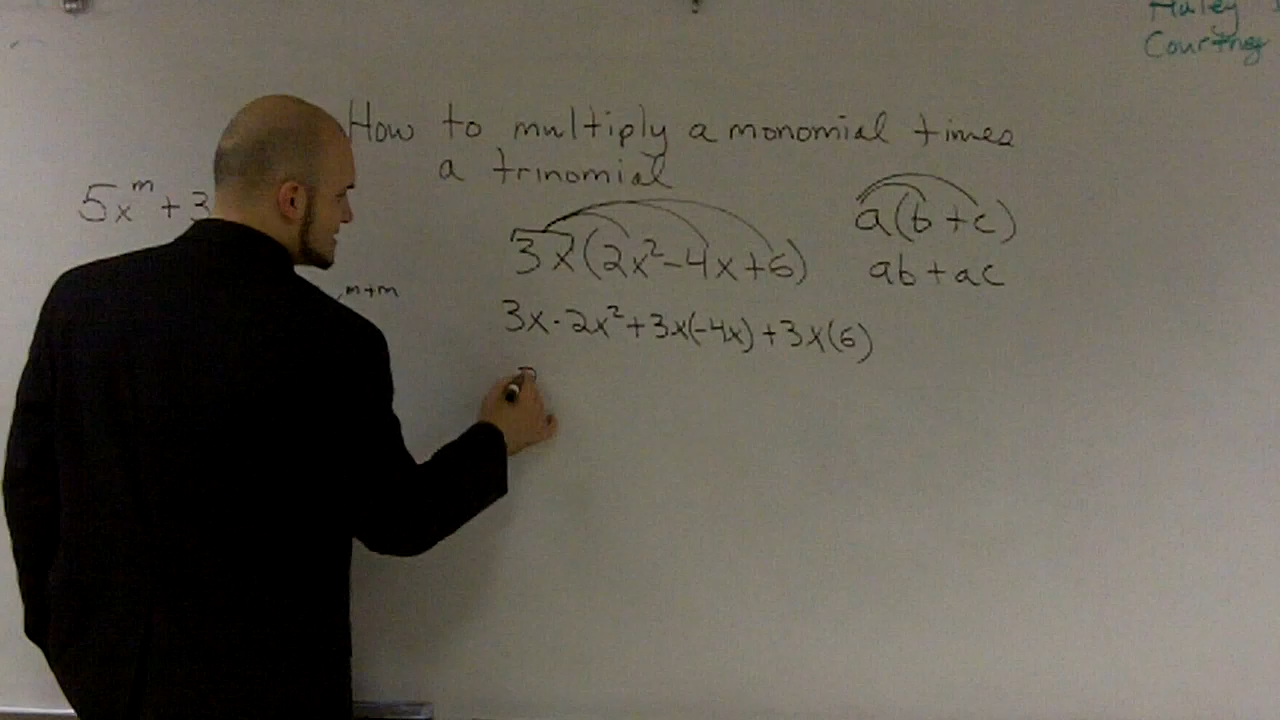 Haley
Courtney
How to multiply a monomial times
a trinomial
5x^m + 3
a(b + c)
3x(2x² - 4x + 6)
ab + ac
m+m
3x · 2x² + 3x(-4x) + 3x(6)